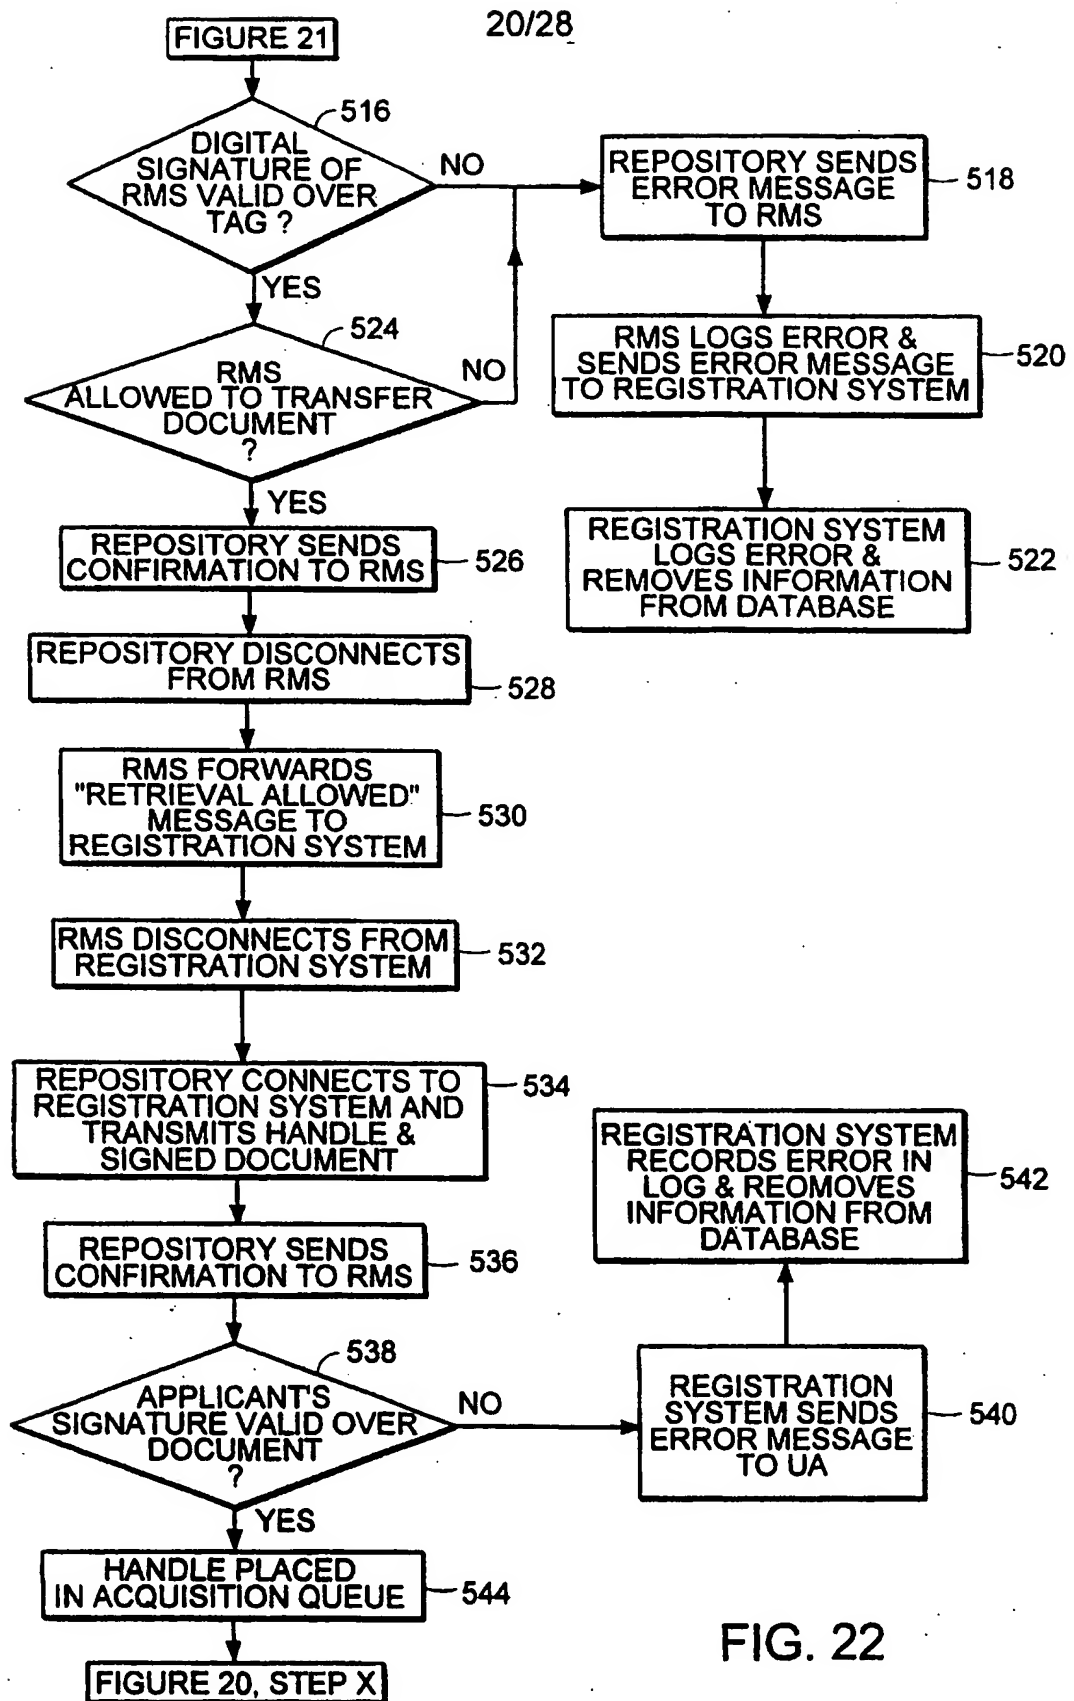 20/28
FIGURE 21
516
DIGITAL
SIGNATURE OF
RMS VALID OVER
TAG ?
NO
YES
REPOSITORY SENDS
ERROR MESSAGE
TO RMS
518
524
RMS
ALLOWED TO TRANSFER
DOCUMENT
?
NO
YES
RMS LOGS ERROR &
SENDS ERROR MESSAGE
TO REGISTRATION SYSTEM
520
REGISTRATION SYSTEM
LOGS ERROR &
REMOVES INFORMATION
FROM DATABASE
522
REPOSITORY SENDS
CONFIRMATION TO RMS
526
REPOSITORY DISCONNECTS
FROM RMS
528
RMS FORWARDS
"RETRIEVAL ALLOWED"
MESSAGE TO
REGISTRATION SYSTEM
530
RMS DISCONNECTS FROM
REGISTRATION SYSTEM
532
REPOSITORY CONNECTS TO
REGISTRATION SYSTEM AND
TRANSMITS HANDLE &
SIGNED DOCUMENT
534
REPOSITORY SENDS
CONFIRMATION TO RMS
536
538
APPLICANT'S
SIGNATURE VALID OVER
DOCUMENT
?
NO
YES
REGISTRATION SYSTEM
RECORDS ERROR IN
LOG & REOMOVES
INFORMATION FROM
DATABASE
542
REGISTRATION
SYSTEM SENDS
ERROR MESSAGE
TO UA
540
HANDLE PLACED
IN ACQUISITION QUEUE
544
FIGURE 20, STEP X
FIG. 22